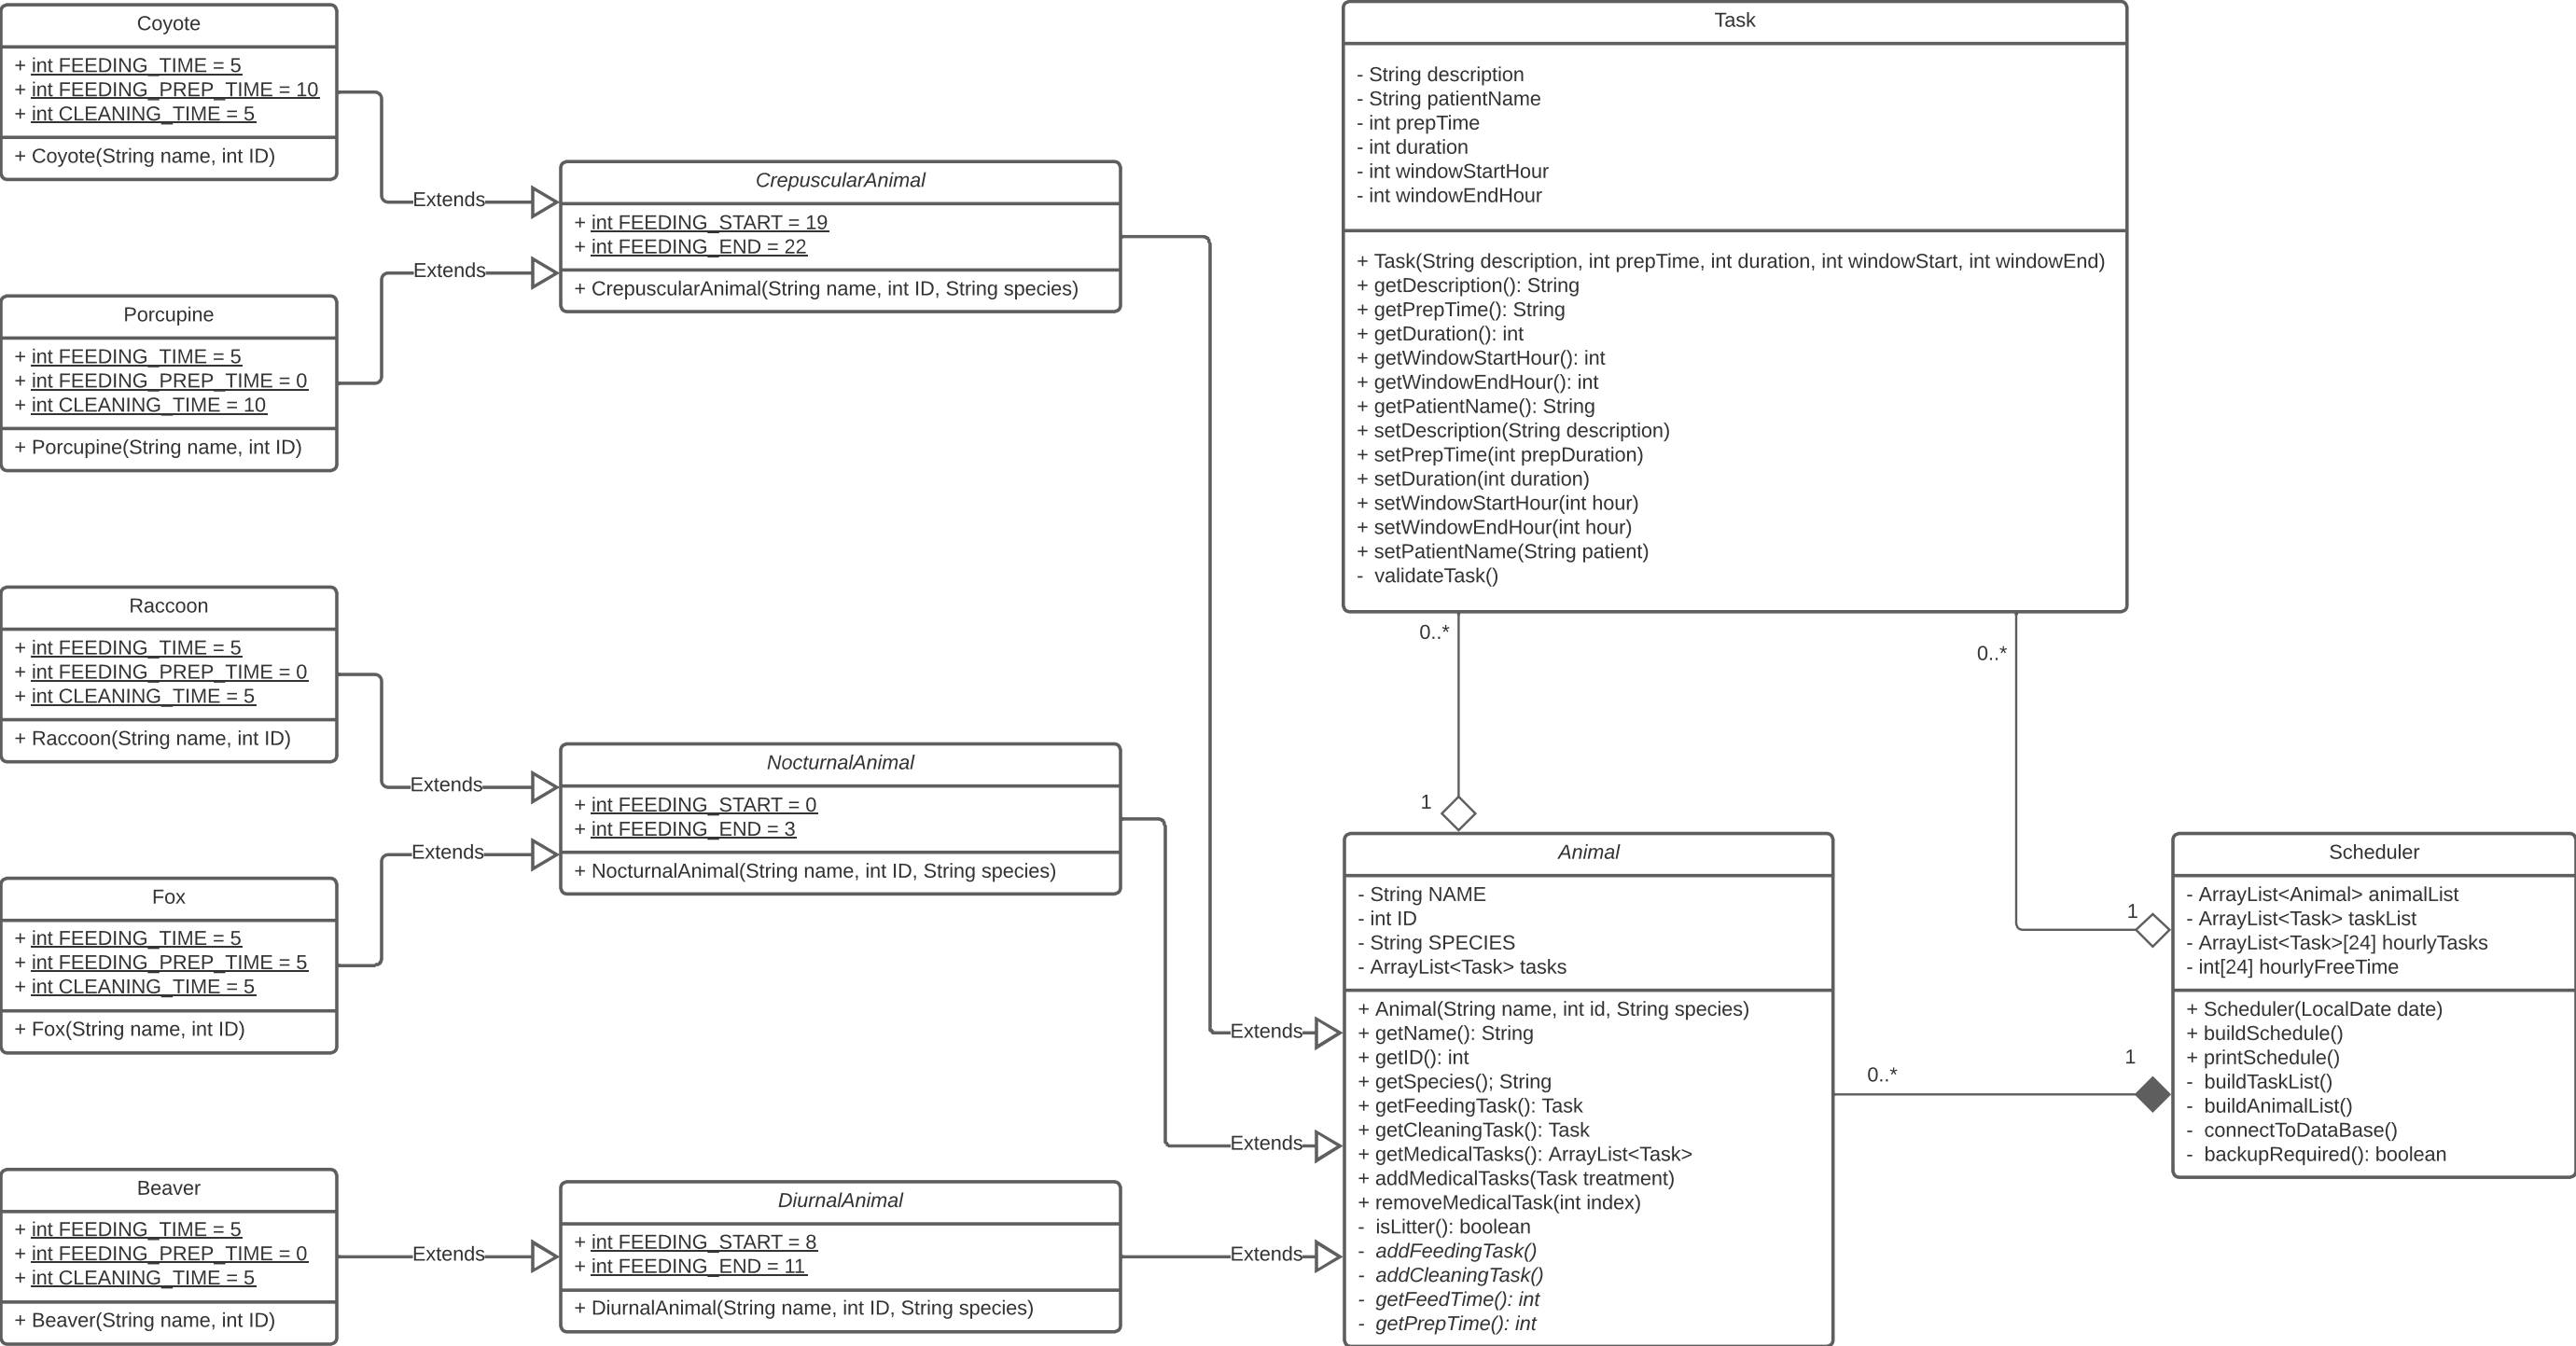 Coyote
+ int FEEDING_TIME = 5
+ int FEEDING_PREP_TIME = 10
+ int CLEANING_TIME = 5
+ Coyote(String name, int ID)
Extends
Porcupine
+ int FEEDING_TIME = 5
+ int FEEDING_PREP_TIME = 0
+ int CLEANING_TIME = 10
+ Porcupine(String name, int ID)
Extends
CrepuscularAnimal
+ int FEEDING_START = 19
+ int FEEDING_END = 22
+ CrepuscularAnimal(String name, int ID, String species)
Extends
Raccoon
+ int FEEDING_TIME = 5
+ int FEEDING_PREP_TIME = 0
+ int CLEANING_TIME = 5
+ Raccoon(String name, int ID)
Extends
Fox
+ int FEEDING_TIME = 5
+ int FEEDING_PREP_TIME = 5
+ int CLEANING_TIME = 5
+ Fox(String name, int ID)
Extends
NocturnalAnimal
+ int FEEDING_START = 0
+ int FEEDING_END = 3
+ NocturnalAnimal(String name, int ID, String species)
Extends
Beaver
+ int FEEDING_TIME = 5
+ int FEEDING_PREP_TIME = 0
+ int CLEANING_TIME = 5
+ Beaver(String name, int ID)
Extends
DiurnalAnimal
+ int FEEDING_START = 8
+ int FEEDING_END = 11
+ DiurnalAnimal(String name, int ID, String species)
Extends
Task
- String description
- String patientName
- int prepTime
- int duration
- int windowStartHour
- int windowEndHour
+ Task(String description, int prepTime, int duration, int windowStart, int windowEnd)
+ getDescription(): String
+ getPrepTime(): String
+ getDuration(): int
+ getWindowStartHour(): int
+ getWindowEndHour(): int
+ getPatientName(): String
+ setDescription(String description)
+ setPrepTime(int prepDuration)
+ setDuration(int duration)
+ setWindowStartHour(int hour)
+ setWindowEndHour(int hour)
+ setPatientName(String patient)
- validateTask()
0..*
0..*
1
1
Animal
- String NAME
- int ID
- String SPECIES
- ArrayList<Task> tasks
+ Animal(String name, int id, String species)
+ getName(): String
+ getID(): int
+ getSpecies(); String
+ getFeedingTask(): Task
+ getCleaningTask(): Task
+ getMedicalTasks(): ArrayList<Task>
+ addMedicalTasks(Task treatment)
+ removeMedicalTask(int index)
- isLitter(): boolean
- addFeedingTask()
- addCleaningTask()
- getFeedTime(): int
- getPrepTime(): int
0..*
1
Scheduler
- ArrayList<Animal> animalList
- ArrayList<Task> taskList
- ArrayList<Task>[24] hourlyTasks
- int[24] hourlyFreeTime
+ Scheduler(LocalDate date)
+ buildSchedule()
+ printSchedule()
- buildTaskList()
- buildAnimalList()
- connectToDataBase()
- backupRequired(): boolean